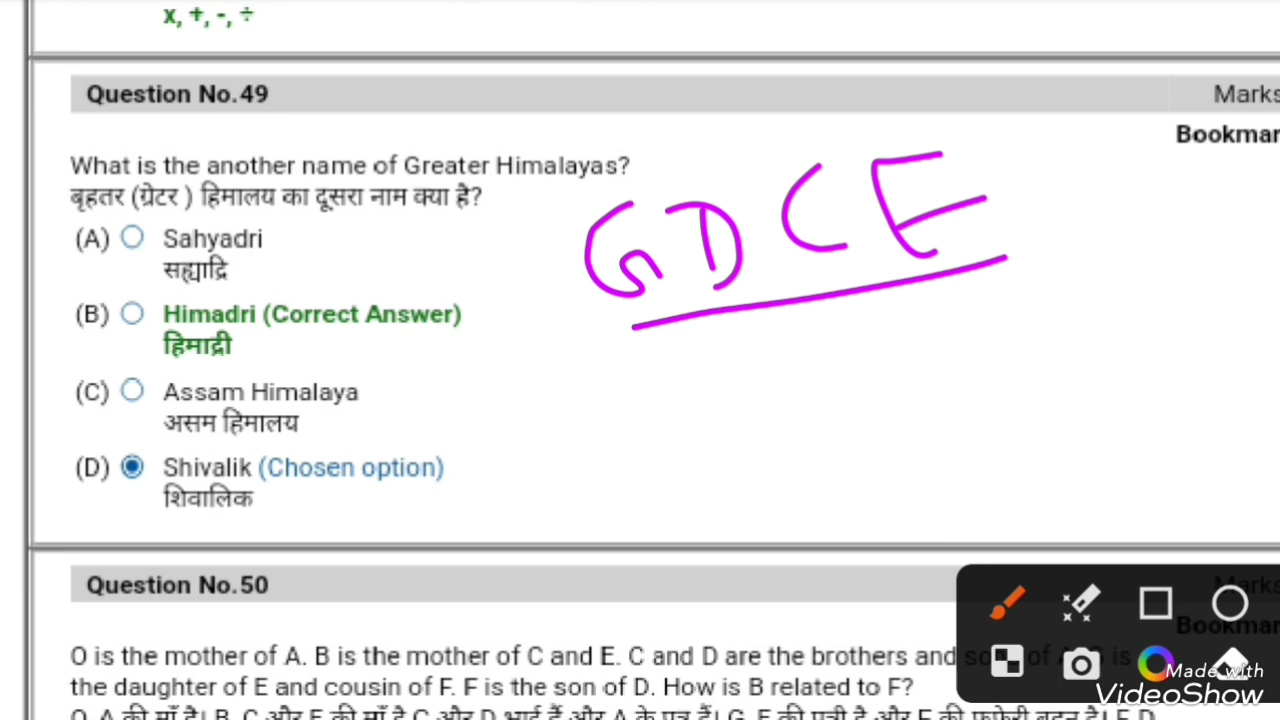 x, +, -, ÷
Question No.49
Marks
Bookmar
What is the another name of Greater Himalayas?
बृहतर (ग्रेटर ) हिमालय का दूसरा नाम क्या है?
GDCE
(A) Sahyadri
सह्याद्रि
(B) Himadri (Correct Answer)
हिमाद्री
(C) Assam Himalaya
असम हिमालय
(D) Shivalik (Chosen option)
शिवालिक
Question No.50
Marks
Bookmar
O is the mother of A. B is the mother of C and E. C and D are the brothers and
the daughter of E and cousin of F. F is the son of D. How is B related to F?
Made with
VideoShow